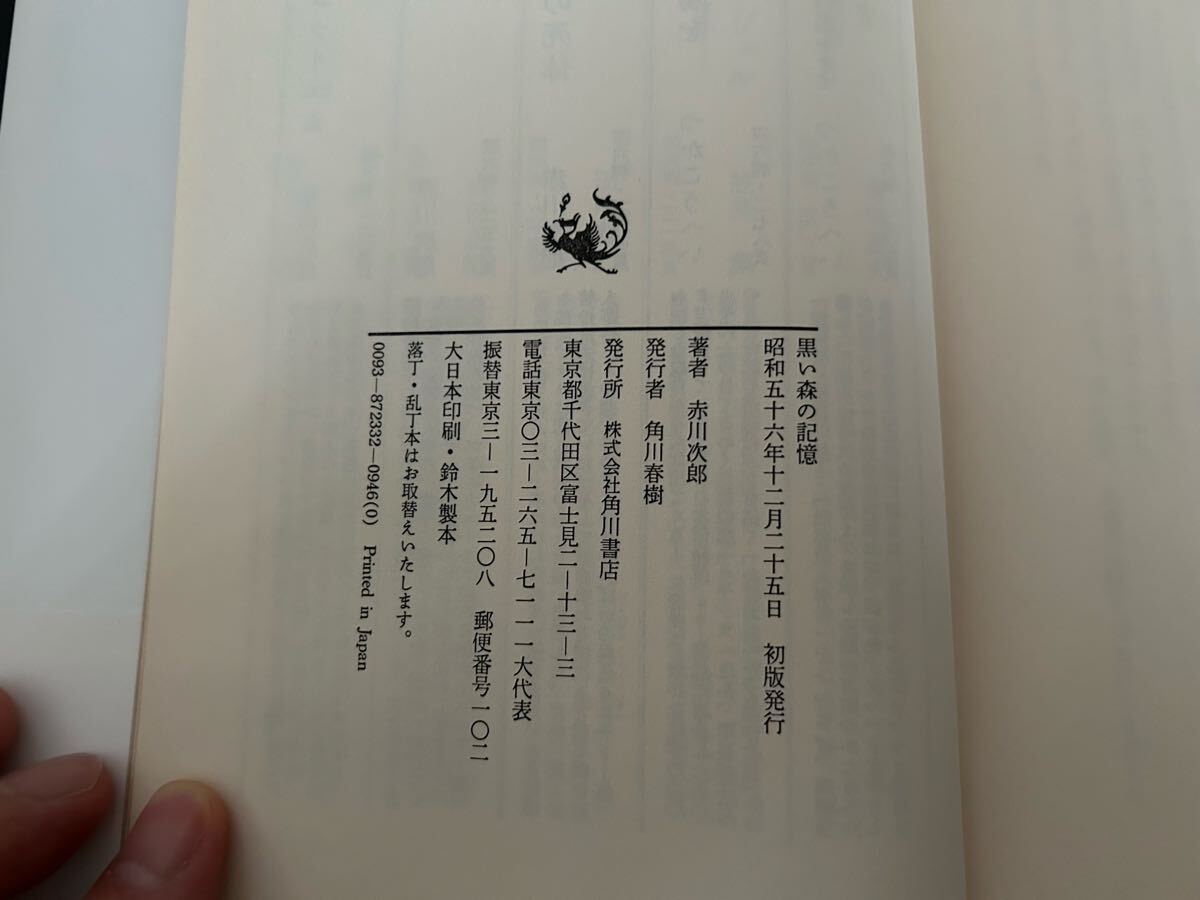 黒い森の記憶
昭和五十六年十二月二十五日　初版発行
著者　赤川次郎
発行者　角川春樹
発行所　株式会社角川書店
東京都千代田区富士見二―十三―三
電話東京〇三―二六五―七一一一大代表
振替東京三―一九五二〇八　郵便番号一〇二
大日本印刷・鈴木製本
落丁・乱丁本はお取替えいたします。
0093―872332―0946(0)　Printed in Japan